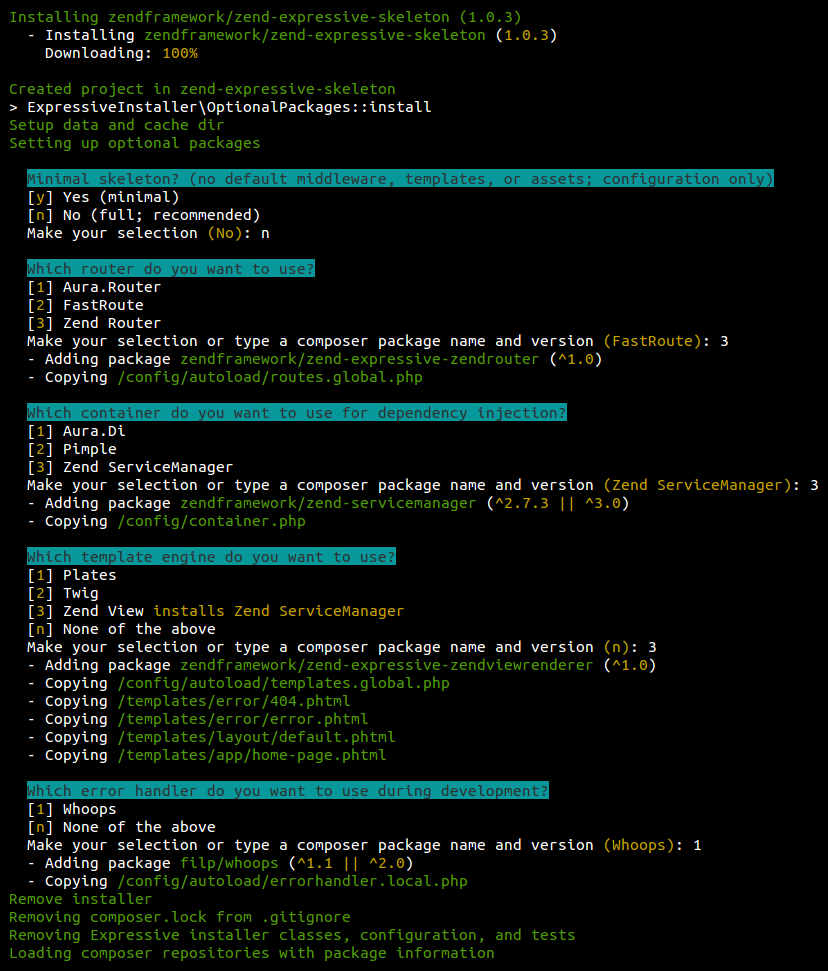 Installing zendframework/zend-expressive-skeleton (1.0.3)
- Installing zendframework/zend-expressive-skeleton (1.0.3)
Downloading: 100%
Created project in zend-expressive-skeleton
> ExpressiveInstaller\OptionalPackages::install
Setup data and cache dir
Setting up optional packages
Minimal skeleton? (no default middleware, templates, or assets; configuration only)
[y] Yes (minimal)
[n] No (full; recommended)
Make your selection (No): n
Which router do you want to use?
[1] Aura.Router
[2] FastRoute
[3] Zend Router
Make your selection or type a composer package name and version (FastRoute): 3
- Adding package zendframework/zend-expressive-zendrouter (^1.0)
- Copying /config/autoload/routes.global.php
Which container do you want to use for dependency injection?
[1] Aura.Di
[2] Pimple
[3] Zend ServiceManager
Make your selection or type a composer package name and version (Zend ServiceManager): 3
- Adding package zendframework/zend-servicemanager (^2.7.3 || ^3.0)
- Copying /config/container.php
Which template engine do you want to use?
[1] Plates
[2] Twig
[3] Zend View installs Zend ServiceManager
[n] None of the above
Make your selection or type a composer package name and version (n): 3
- Adding package zendframework/zend-expressive-zendviewrenderer (^1.0)
- Copying /config/autoload/templates.global.php
- Copying /templates/error/404.phtml
- Copying /templates/error/error.phtml
- Copying /templates/layout/default.phtml
- Copying /templates/app/home-page.phtml
Which error handler do you want to use during development?
[1] Whoops
[n] None of the above
Make your selection or type a composer package name and version (Whoops): 1
- Adding package filp/whoops (^1.1 || ^2.0)
- Copying /config/autoload/errorhandler.local.php
Remove installer
Removing composer.lock from .gitignore
Removing Expressive installer classes, configuration, and tests
Loading composer repositories with package information